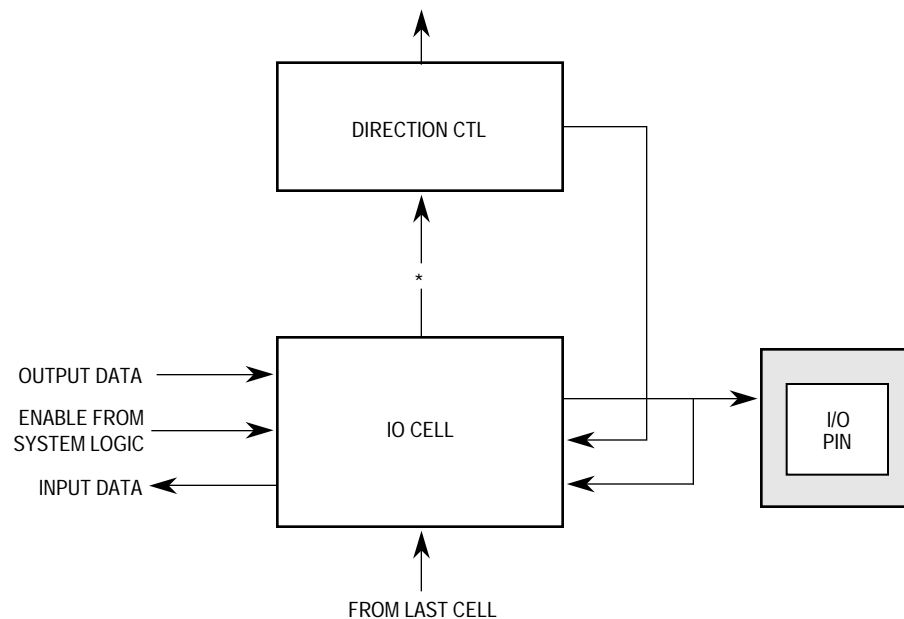 DIRECTION CTL
*
OUTPUT DATA
ENABLE FROM
SYSTEM LOGIC
INPUT DATA
IO CELL
I/O
PIN
FROM LAST CELL